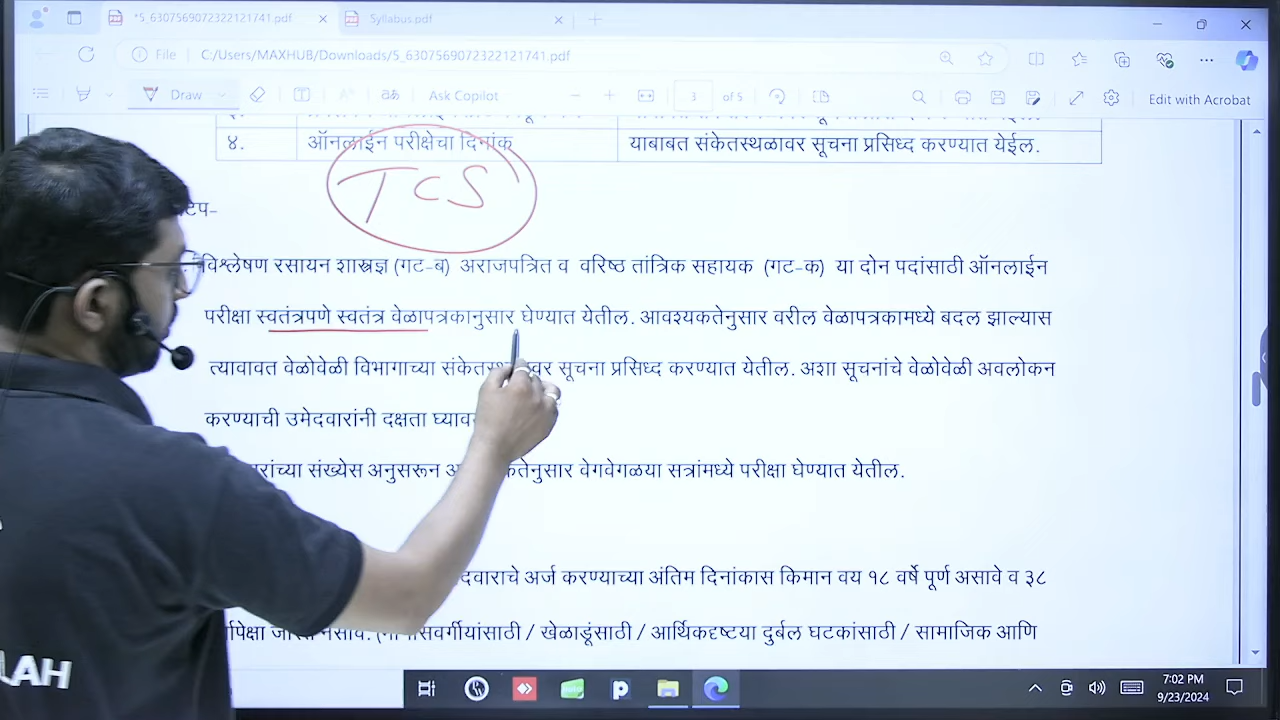 *5_6307569072322121741.pdf
Syllabus.pdf
File C:/Users/MAXHUB/Downloads/5_6307569072322121741.pdf
Draw
Ask Copilot
3 of 5
Edit with Acrobat
४. ऑनलाईन परीक्षेचा दिनांक याबाबत संकेतस्थळावर सूचना प्रसिध्द करण्यात येईल.
TCS
टिप-
विश्लेषण रसायन शास्त्रज्ञ (गट-ब) अराजपत्रित व वरिष्ठ तांत्रिक सहायक (गट-क) या दोन पदांसाठी ऑनलाईन
परीक्षा स्वतंत्रपणे स्वतंत्र वेळापत्रकानुसार घेण्यात येतील. आवश्यकतेनुसार वरील वेळापत्रकामध्ये बदल झाल्यास
त्यावावत वेळोवेळी विभागाच्या सूचना प्रसिध्द करण्यात येतील. अशा सूचनांचे वेळोवेळी अवलोकन
करण्याची उमेदवारांनी दक्षता
संख्येस अनुसरून वेगवेगळया सत्रांमध्ये परीक्षा घेण्यात येतील.
अर्ज करण्याच्या अंतिम दिनांकास किमान वय १८ वर्षे पूर्ण असावे व ३८
/ खेळाडूंसाठी / आर्थिकदृष्टया दुर्बल घटकांसाठी / सामाजिक आणि
LAH
7:02 PM
9/23/2024